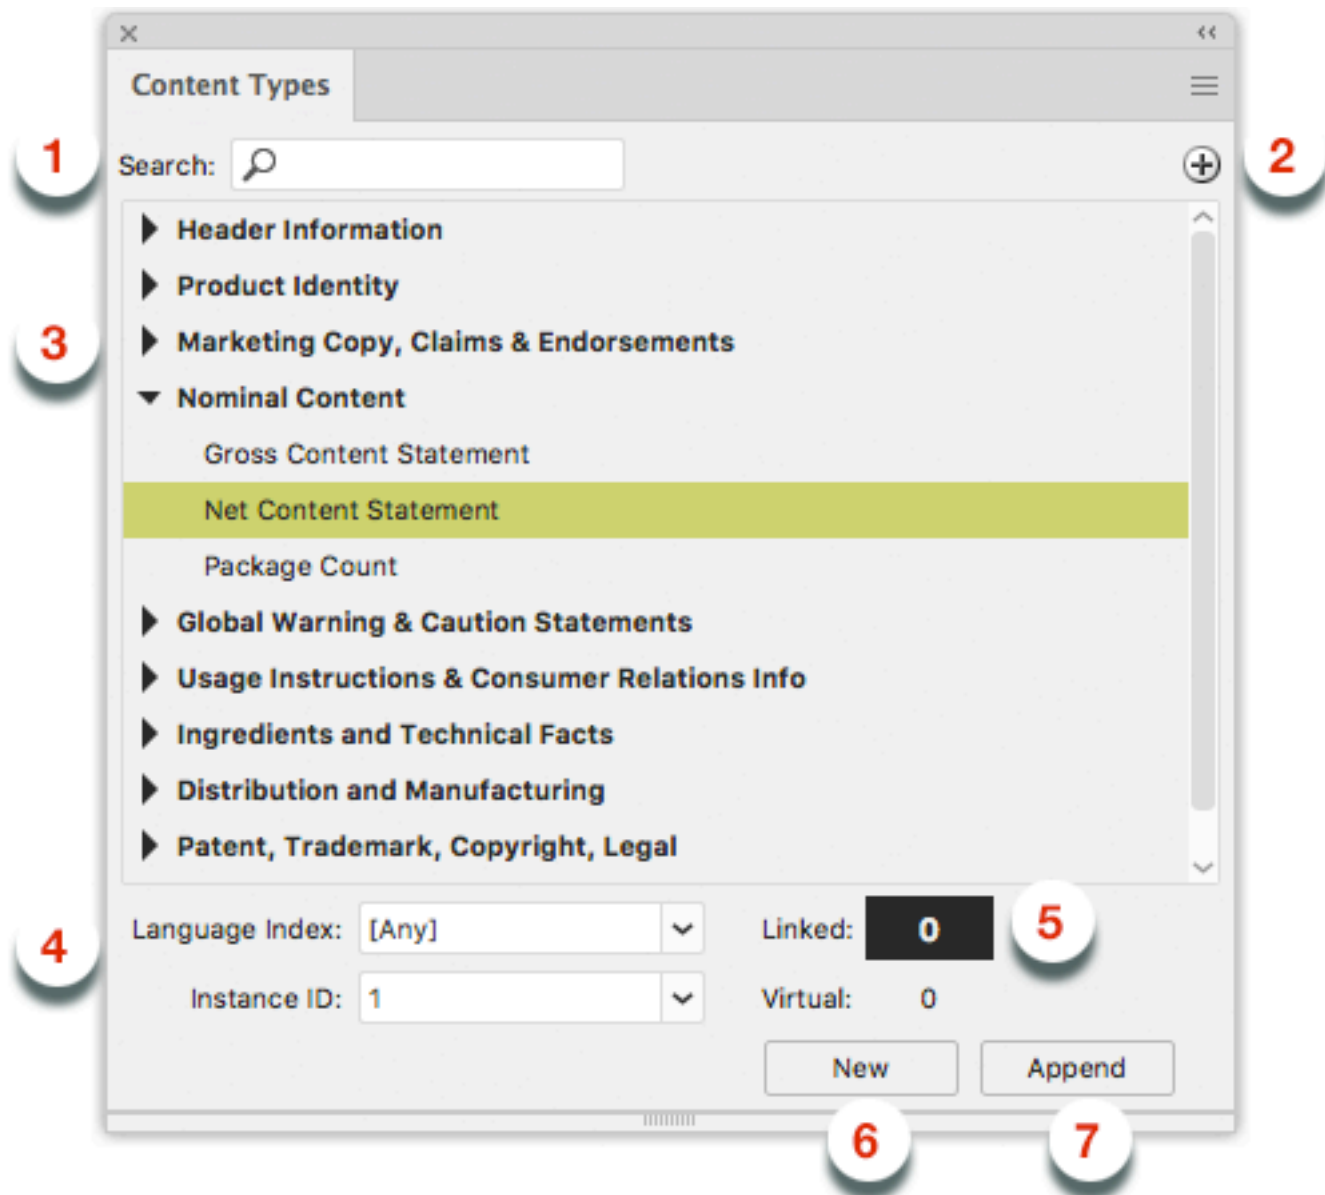 Content Types
1
Search:
2
Header Information
Product Identity
3
Marketing Copy, Claims & Endorsements
Nominal Content
Gross Content Statement
Net Content Statement
Package Count
Global Warning & Caution Statements
Usage Instructions & Consumer Relations Info
Ingredients and Technical Facts
Distribution and Manufacturing
Patent, Trademark, Copyright, Legal
4
Language Index: [Any] Linked: 0
5
Instance ID: 1 Virtual: 0
New Append
6 7